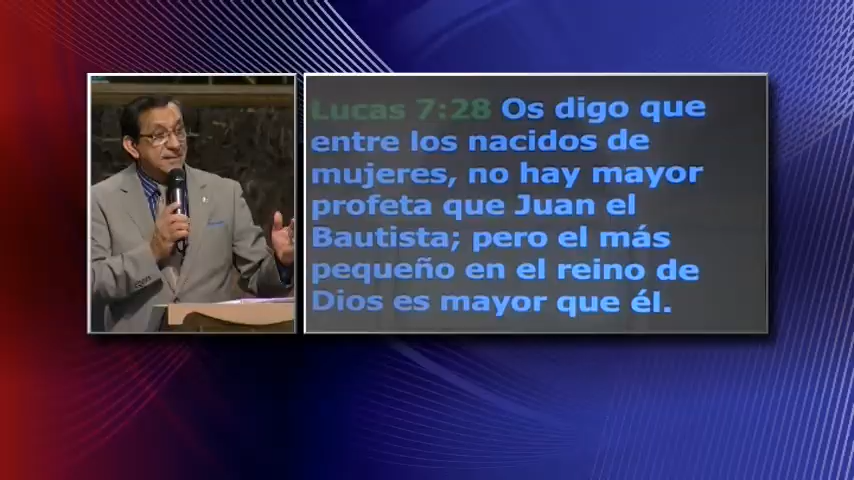 Lucas 7:28 Os digo que
entre los nacidos de
mujeres, no hay mayor
profeta que Juan el
Bautista; pero el más
pequeño en el reino de
Dios es mayor que él.